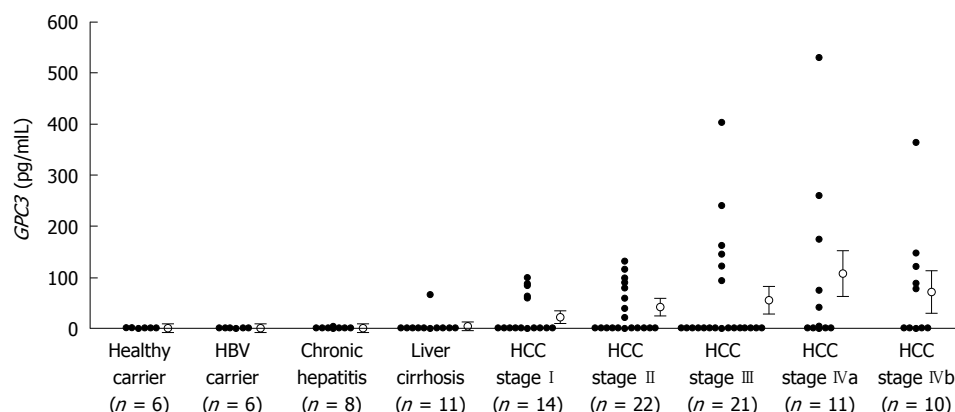 600
500
400
300
200
100
0
GPC3 (pg/mlL)
Healthy carrier (n = 6)
HBV carrier (n = 6)
Chronic hepatitis (n = 8)
Liver cirrhosis (n = 11)
HCC stage Ⅰ (n = 14)
HCC stage Ⅱ (n = 22)
HCC stage Ⅲ (n = 21)
HCC stage Ⅳa (n = 11)
HCC stage Ⅳb (n = 10)